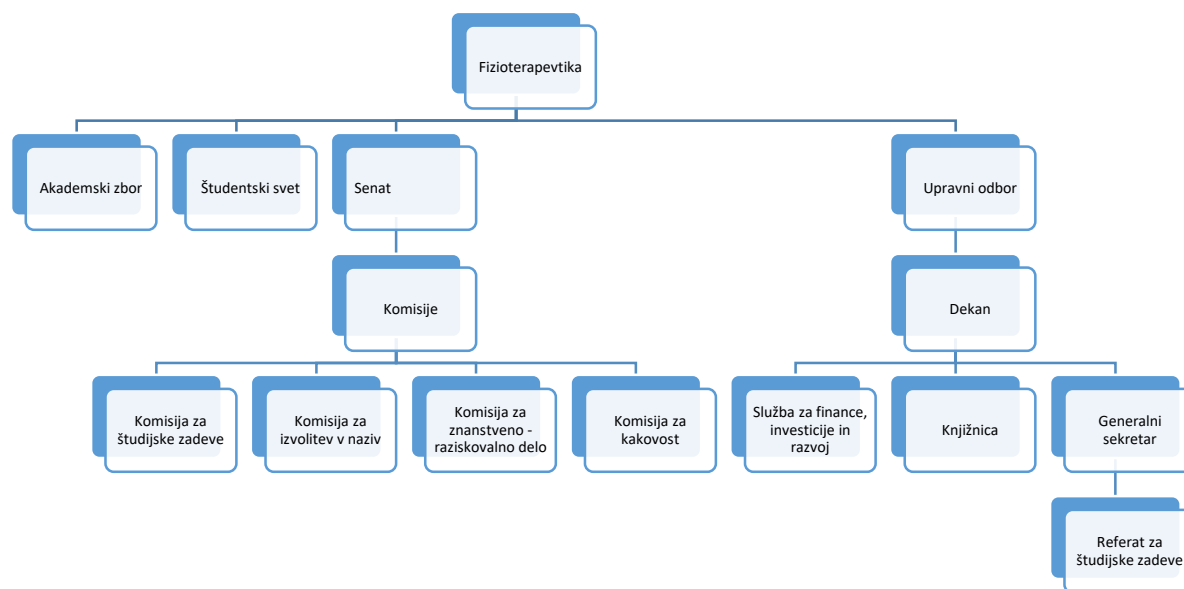 Fizioterapevtika
Akademski zbor
Študentski svet
Senat
Upravni odbor
Komisije
Dekan
Komisija za
študijske zadeve
Komisija za
izvolitev v naziv
Komisija za
znanstveno -
raziskovalno delo
Komisija za
kakovost
Služba za finance,
investicije in
razvoj
Knjižnica
Generalni
sekretar
Referat za
študijske zadeve